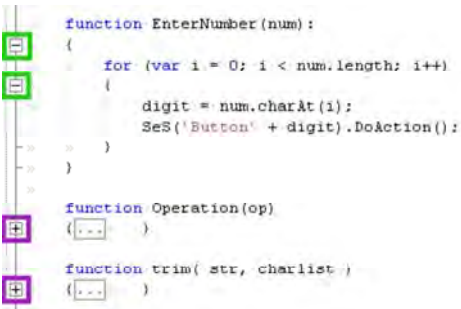 function EnterNumber(num):
{
for (var i = 0; i < num.length; i++)
{
digit = num.charAt(i);
SeS('Button' + digit).DoAction();
}
}
function Operation(op)
{... }
function trim( str, charlist )
{... }